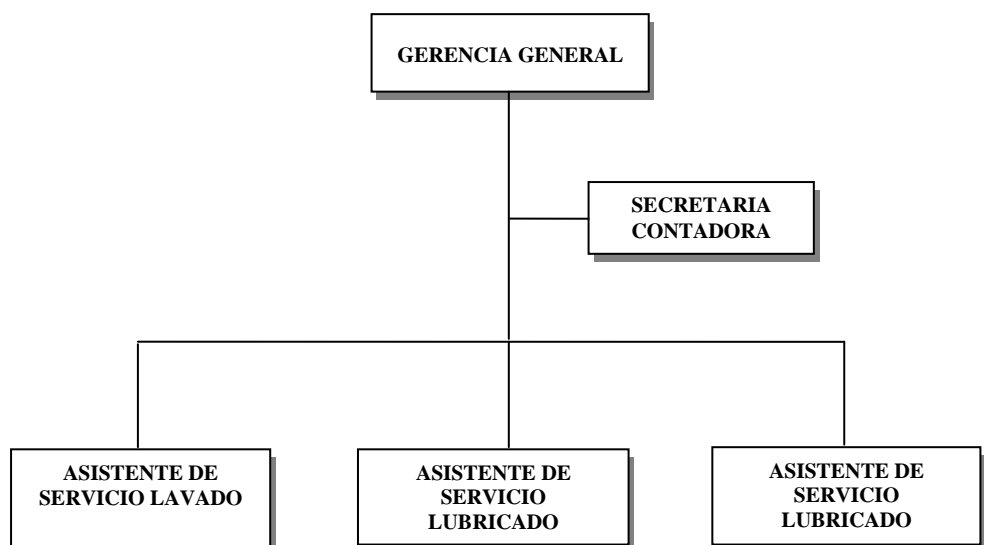 GERENCIA GENERAL
SECRETARIA
CONTADORA
ASISTENTE DE
SERVICIO LAVADO
ASISTENTE DE
SERVICIO
LUBRICADO
ASISTENTE DE
SERVICIO
LUBRICADO